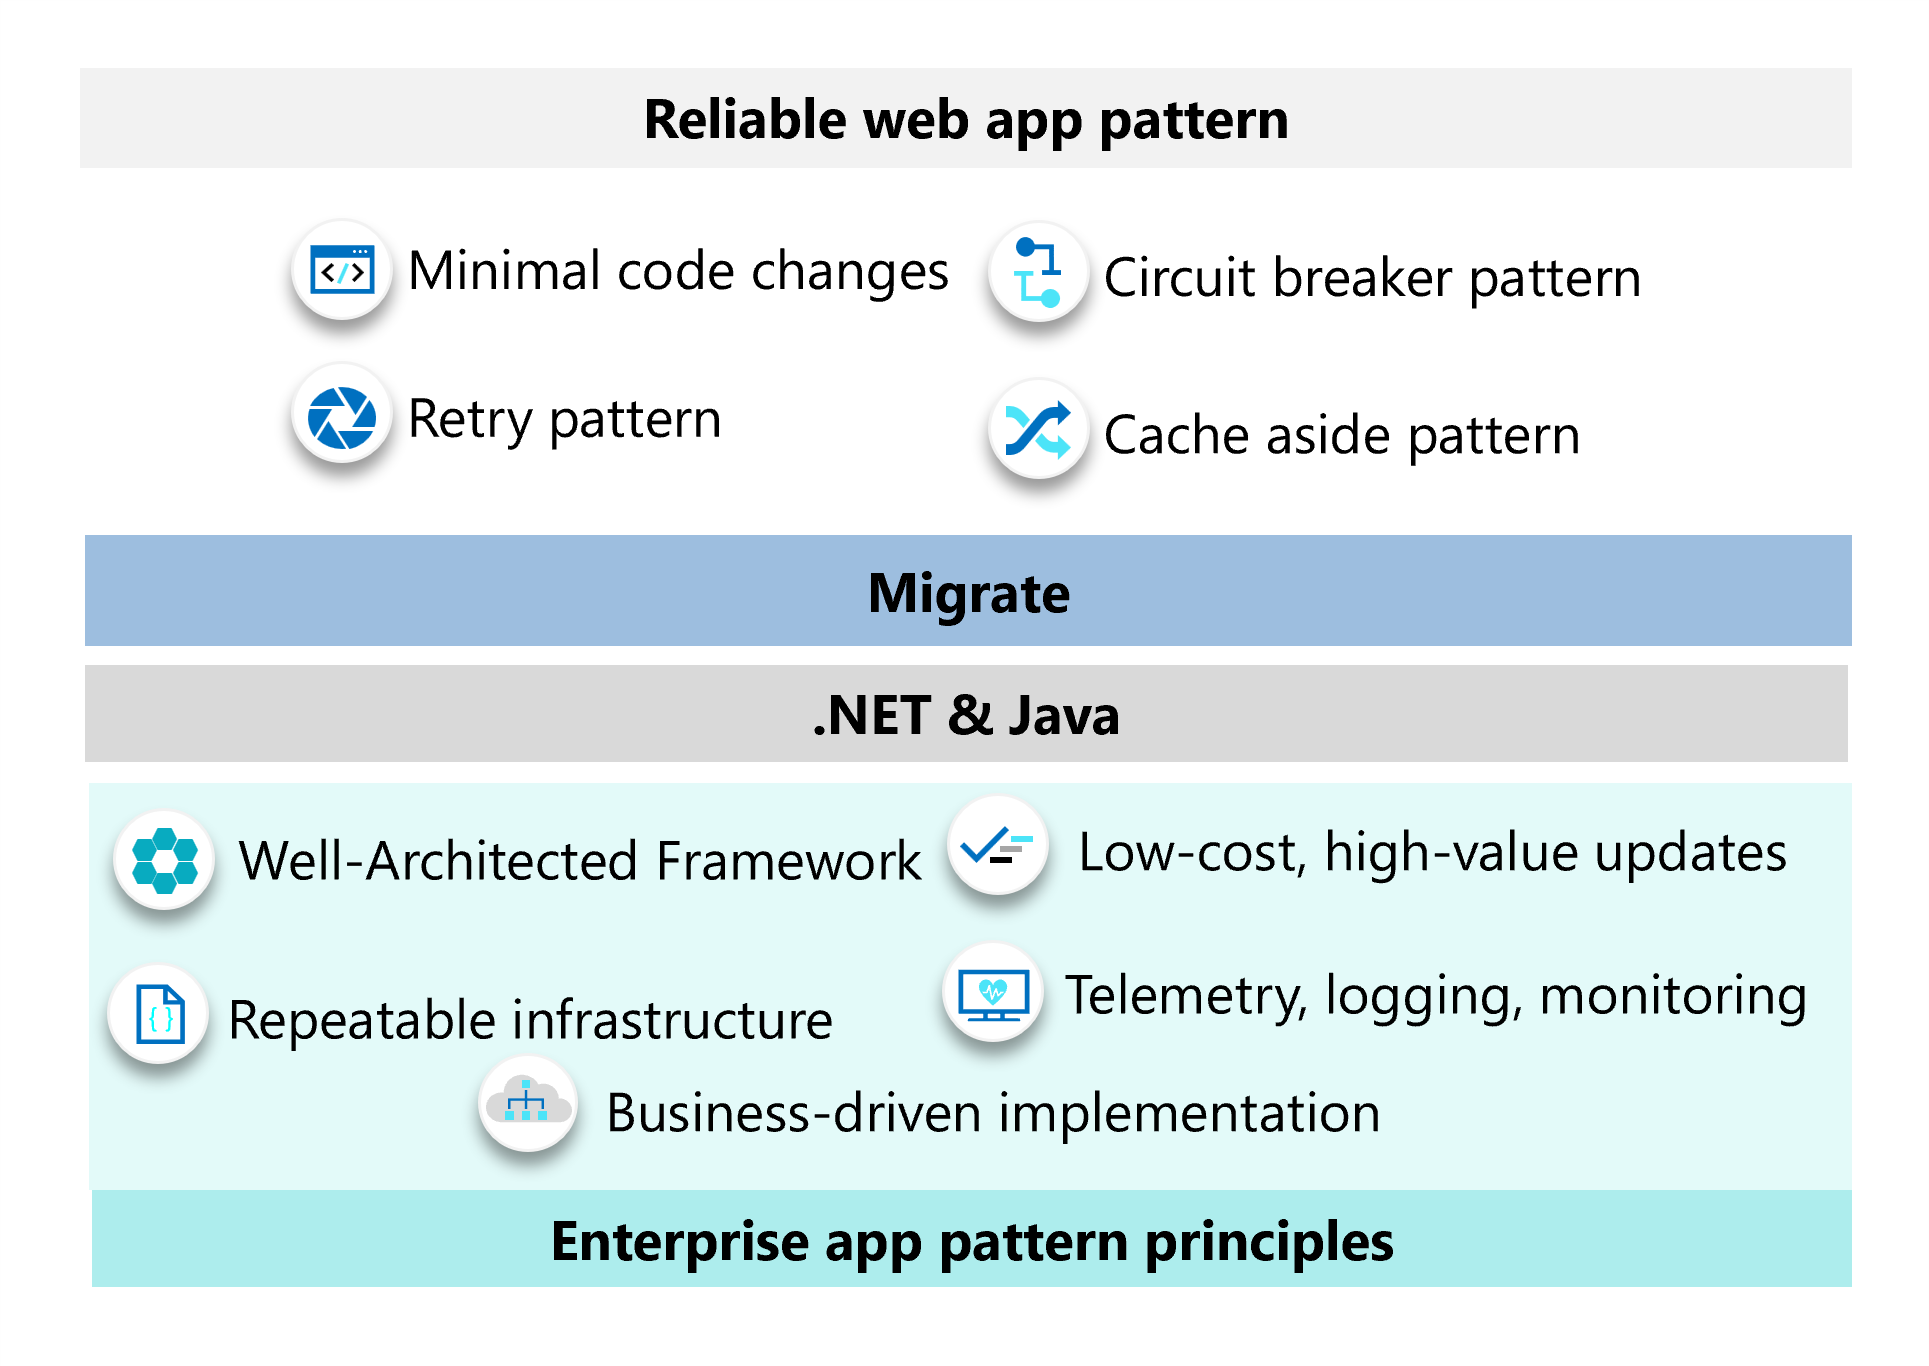 Reliable web app pattern
Minimal code changes
Circuit breaker pattern
Retry pattern
Cache aside pattern
Migrate
.NET & Java
Well-Architected Framework
Low-cost, high-value updates
Repeatable infrastructure
Telemetry, logging, monitoring
Business-driven implementation
Enterprise app pattern principles